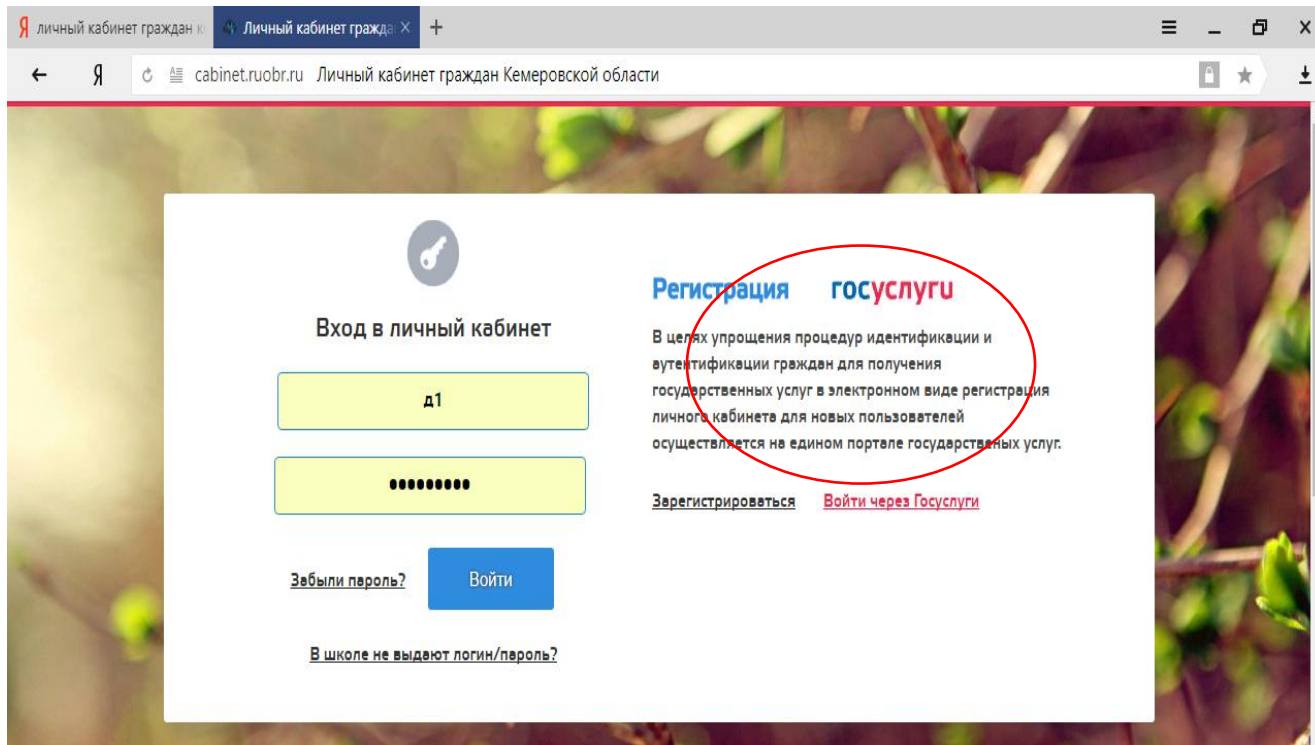 Я личный кабинет граждан к
Личный кабинет гражда
cabinet.ruobr.ru Личный кабинет граждан Кемеровской области
Вход в личный кабинет
д1
•••••••••
Забыли пароль?
Войти
В школе не выдают логин/пароль?
Регистрация госуслуги
В целях упрощения процедур идентификации и
аутентификации граждан для получения
государственных услуг в электронном виде регистрация
личного кабинета для новых пользователей
осуществляется на едином портале государственых услуг.
Зарегистрироваться Войти через Госуслуги